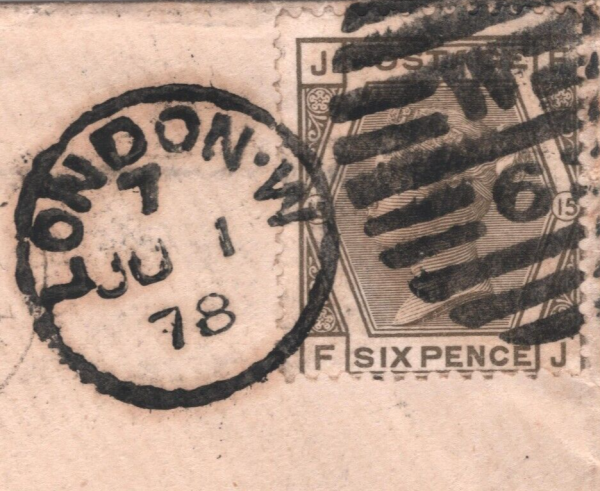 LONDON·W
7
JU 1
78
J POSTAGE F
W
6
15
F SIX PENCE J